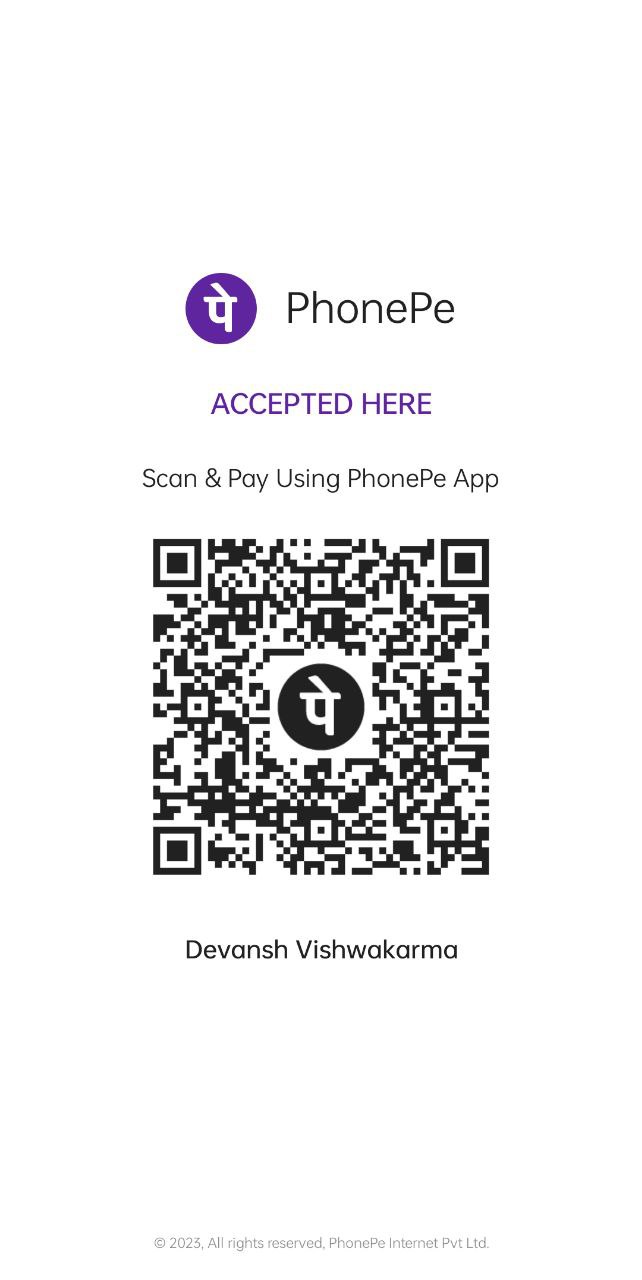 पे PhonePe
ACCEPTED HERE
Scan & Pay Using PhonePe App
पे
Devansh Vishwakarma
© 2023, All rights reserved, PhonePe Internet Pvt Ltd.